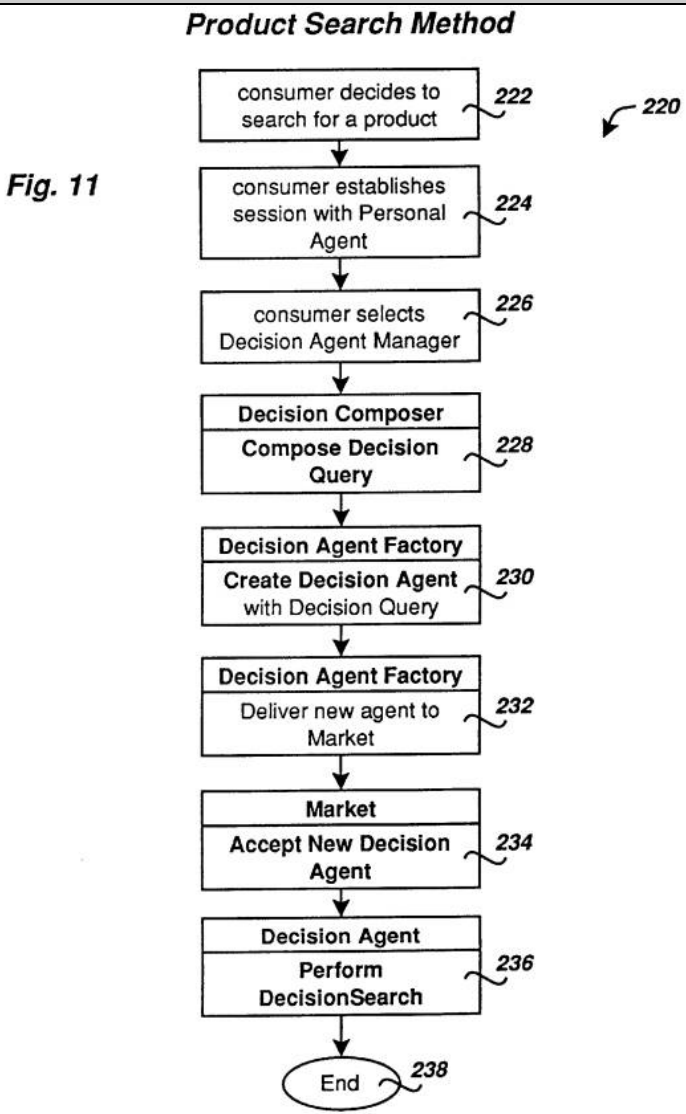 Product Search Method
220
Fig. 11
consumer decides to
search for a product
222
consumer establishes
session with Personal
Agent
224
consumer selects
Decision Agent Manager
226
Decision Composer
Compose Decision
Query
228
Decision Agent Factory
Create Decision Agent
with Decision Query
230
Decision Agent Factory
Deliver new agent to
Market
232
Market
Accept New Decision
Agent
234
Decision Agent
Perform
DecisionSearch
236
End
238